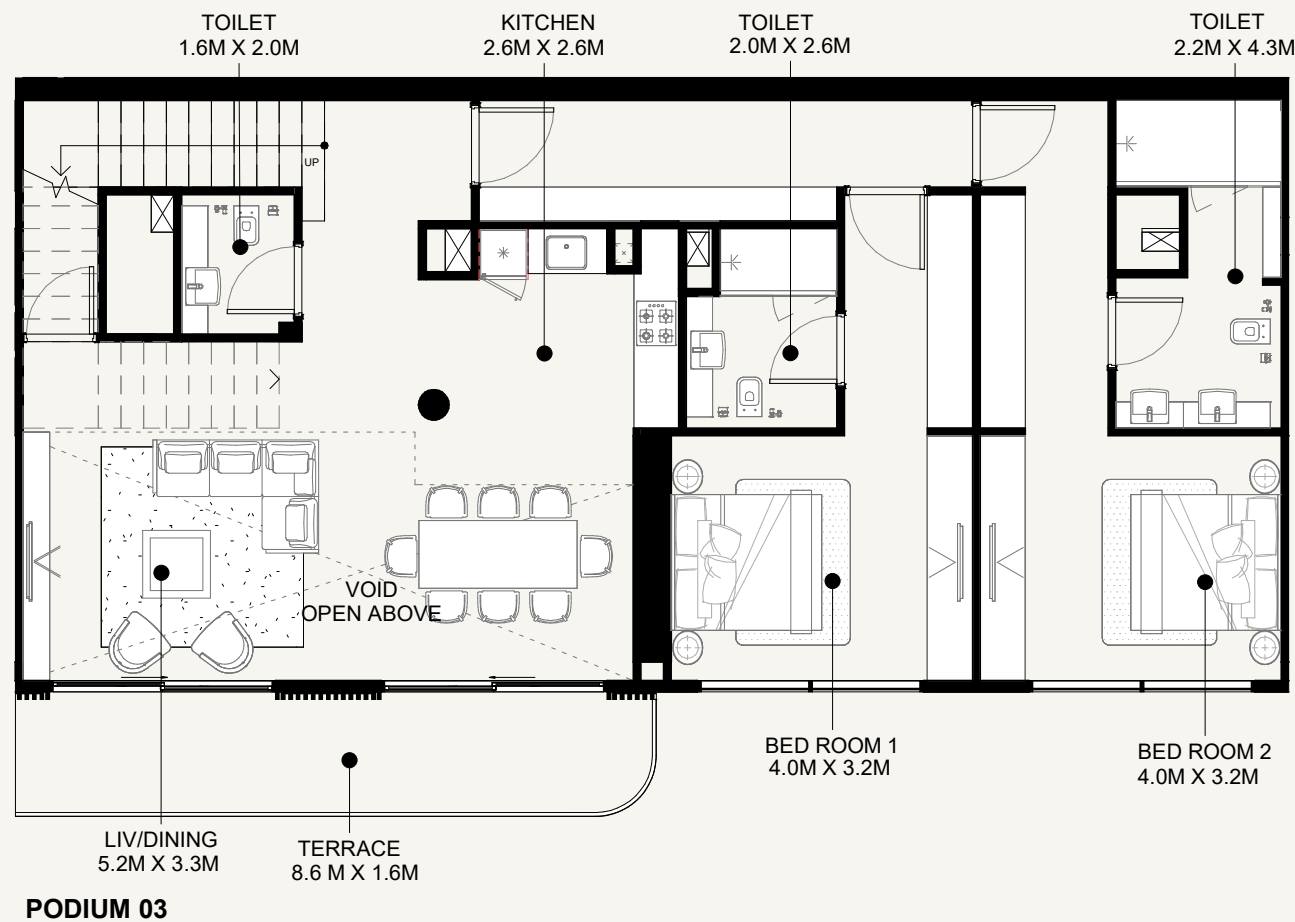 TOILET
1.6M X 2.0M
KITCHEN
2.6M X 2.6M
TOILET
2.0M X 2.6M
TOILET
2.2M X 4.3M
UP
VOID
OPEN ABOVE
BED ROOM 1
4.0M X 3.2M
BED ROOM 2
4.0M X 3.2M
LIV/DINING
5.2M X 3.3M
TERRACE
8.6 M X 1.6M
PODIUM 03